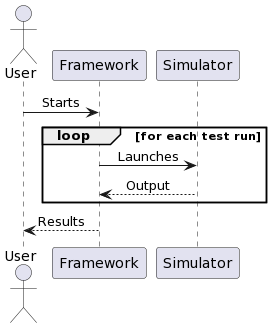 User
Framework
Simulator
Starts
loop [for each test run]
Launches
Output
Results
User
Framework
Simulator